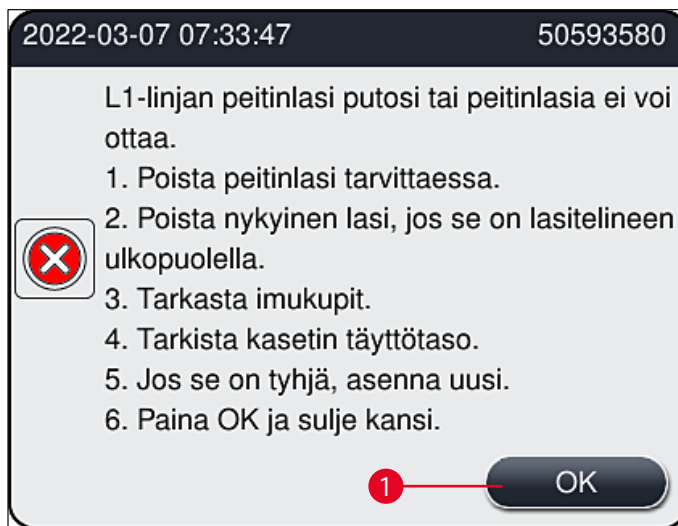 2022-03-07 07:33:47 50593580
L1-linjan peitinlasi putosi tai peitinlasia ei voi
ottaa.
1. Poista peitinlasi tarvittaessa.
2. Poista nykyinen lasi, jos se on lasitelineen
ulkopuolella.
3. Tarkasta imukupit.
4. Tarkista kasetin täyttötaso.
5. Jos se on tyhjä, asenna uusi.
6. Paina OK ja sulje kansi.
1 OK